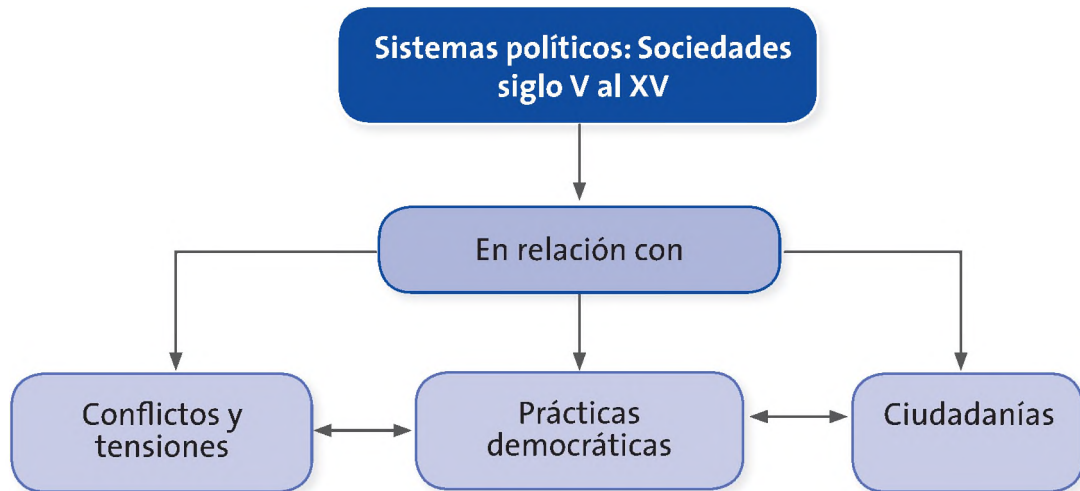 Sistemas políticos: Sociedades
siglo V al XV
En relación con
Conflictos y
tensiones
Prácticas
democráticas
Ciudadanías